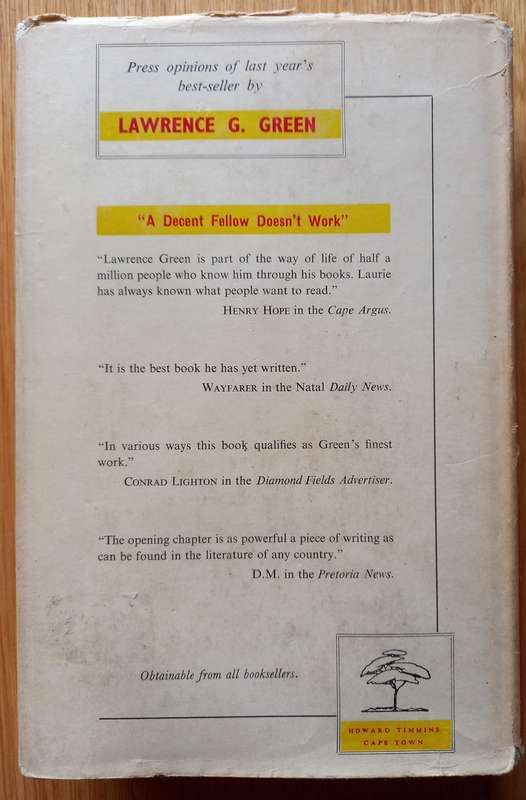 Press opinions of last year's
best-seller by
LAWRENCE G. GREEN
"A Decent Fellow Doesn't Work"
"Lawrence Green is part of the way of life of half a
million people who know him through his books. Laurie
has always known what people want to read."
HENRY HOPE in the Cape Argus.
"It is the best book he has yet written."
WAYFARER in the Natal Daily News.
"In various ways this book qualifies as Green's finest
work."
CONRAD LIGHTON in the Diamond Fields Advertiser.
"The opening chapter is as powerful a piece of writing as
can be found in the literature of any country."
D.M. in the Pretoria News.
Obtainable from all booksellers.
HOWARD TIMMINS
CAPE TOWN